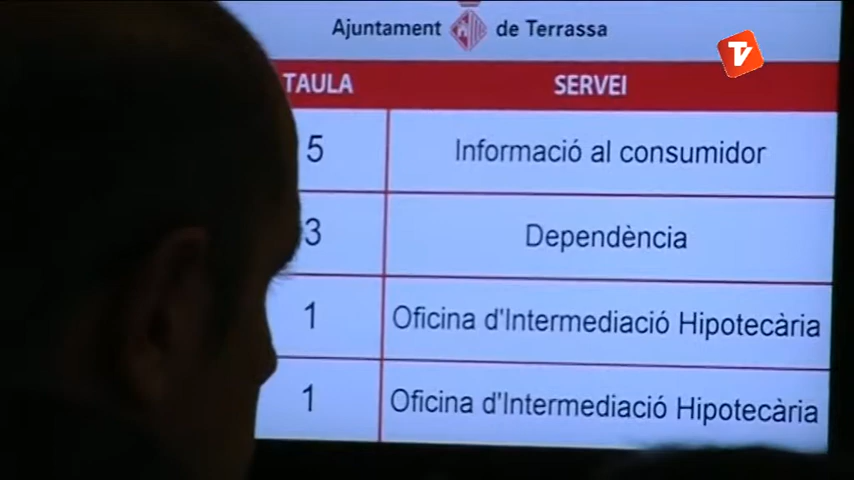 Ajuntament de Terrassa
TV
TAULA SERVEI
5 Informació al consumidor
3 Dependència
1 Oficina d'Intermediació Hipotecària
1 Oficina d'Intermediació Hipotecària